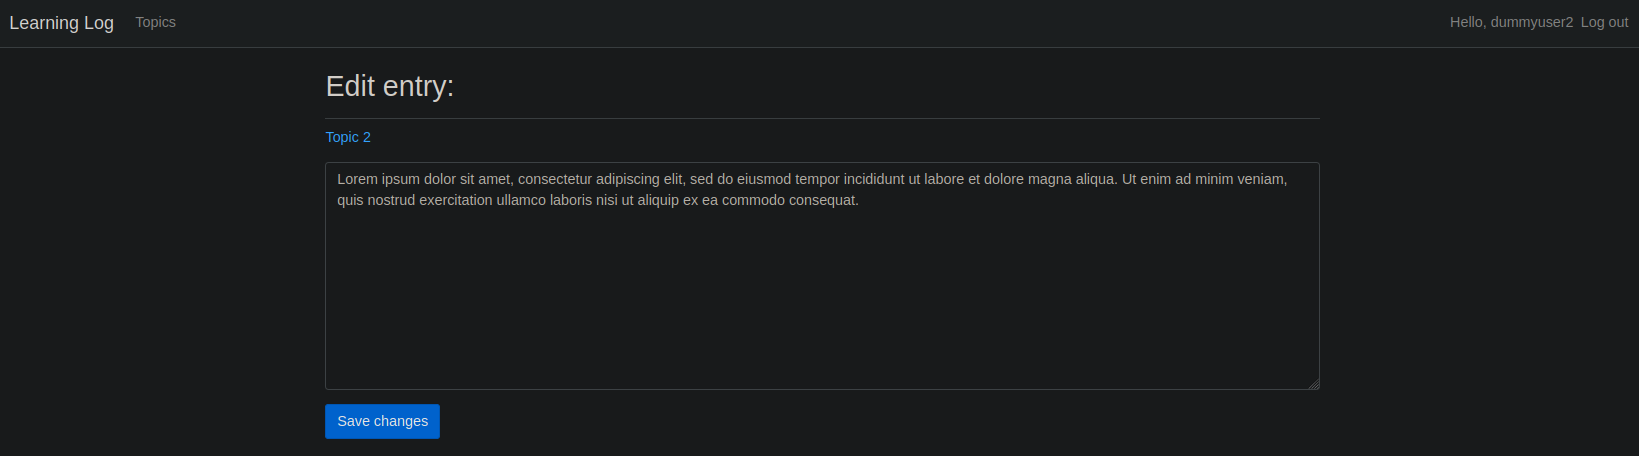 Learning Log Topics Hello, dummyuser2 Log out
Edit entry:
Topic 2
Lorem ipsum dolor sit amet, consectetur adipiscing elit, sed do eiusmod tempor incididunt ut labore et dolore magna aliqua. Ut enim ad minim veniam,
quis nostrud exercitation ullamco laboris nisi ut aliquip ex ea commodo consequat.
Save changes